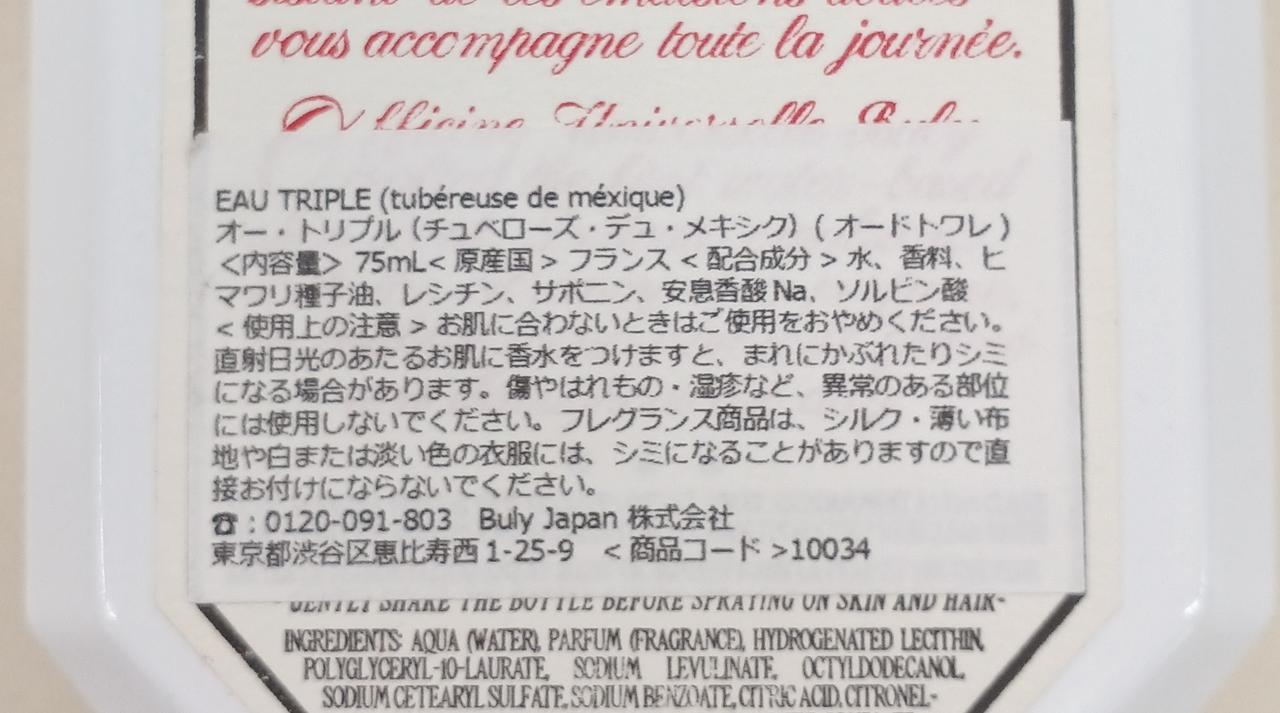 vous accompagne toute la journée.
Officine Universelle Buly
EAU TRIPLE (tubéreuse de méxique)
オー・トリプル（チュベローズ・デュ・メキシク）( オードトワレ )
＜内容量＞ 75mL< 原産国 > フランス < 配合成分 > 水、香料、ヒ
マワリ種子油、レシチン、サポニン、安息香酸 Na、ソルビン酸
< 使用上の注意 > お肌に合わないときはご使用をおやめください。
直射日光のあたるお肌に香水をつけますと、まれにかぶれたりシミ
になる場合があります。傷やはれもの・湿疹など、異常のある部位
には使用しないでください。フレグランス商品は、シルク・薄い布
地や白または淡い色の衣服には、シミになることがありますので直
接お付けにならないでください。
☎ : 0120-091-803 Buly Japan 株式会社
東京都渋谷区恵比寿西 1-25-9 < 商品コード >10034
GENTLY SHAKE THE BOTTLE BEFORE SPRAYING ON SKIN AND HAIR-
INGREDIENTS: AQUA (WATER), PARFUM (FRAGRANCE), HYDROGENATED LECITHIN,
POLYGLYCERYL-10-LAURATE, SODIUM LEVULINATE, OCTYLDODECANOL,
SODIUM CETEARYL SULFATE, SODIUM BENZOATE, CITRIC ACID, CITRONEL-